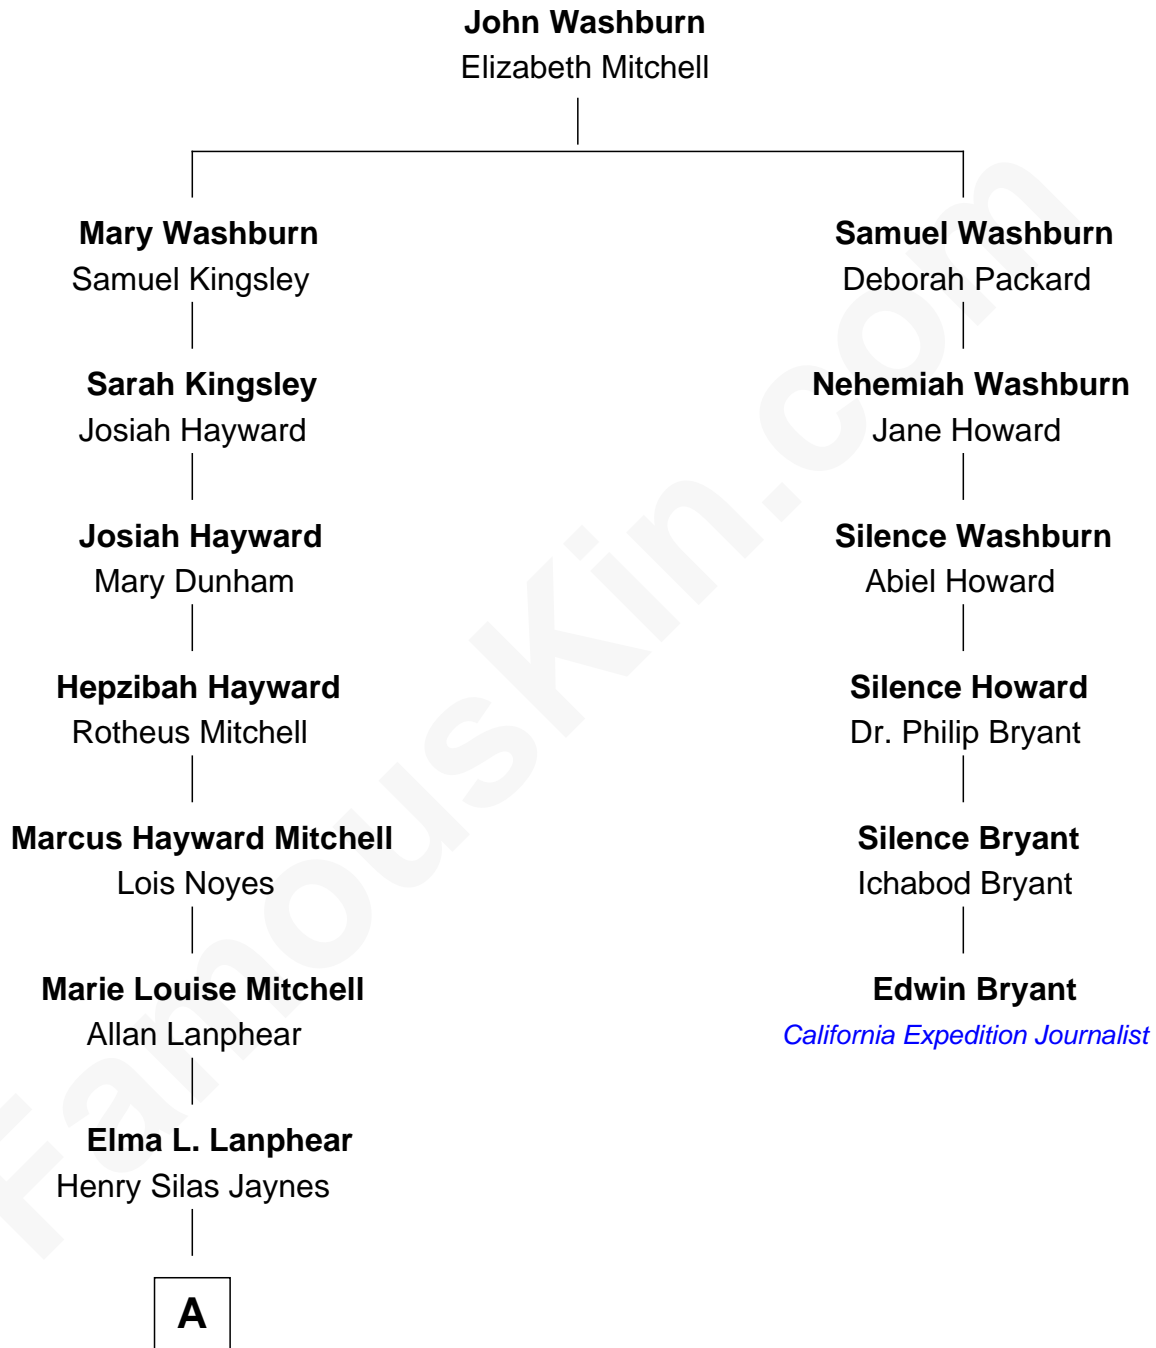 John Washburn
Elizabeth Mitchell
Mary Washburn
Samuel Kingsley
Sarah Kingsley
Josiah Hayward
Josiah Hayward
Mary Dunham
Hepzibah Hayward
Rotheus Mitchell
Marcus Hayward Mitchell
Lois Noyes
Marie Louise Mitchell
Allan Lanphear
Elma L. Lanphear
Henry Silas Jaynes
A
Samuel Washburn
Deborah Packard
Nehemiah Washburn
Jane Howard
Silence Washburn
Abiel Howard
Silence Howard
Dr. Philip Bryant
Silence Bryant
Ichabod Bryant
Edwin Bryant
California Expedition Journalist
FamousKin.com